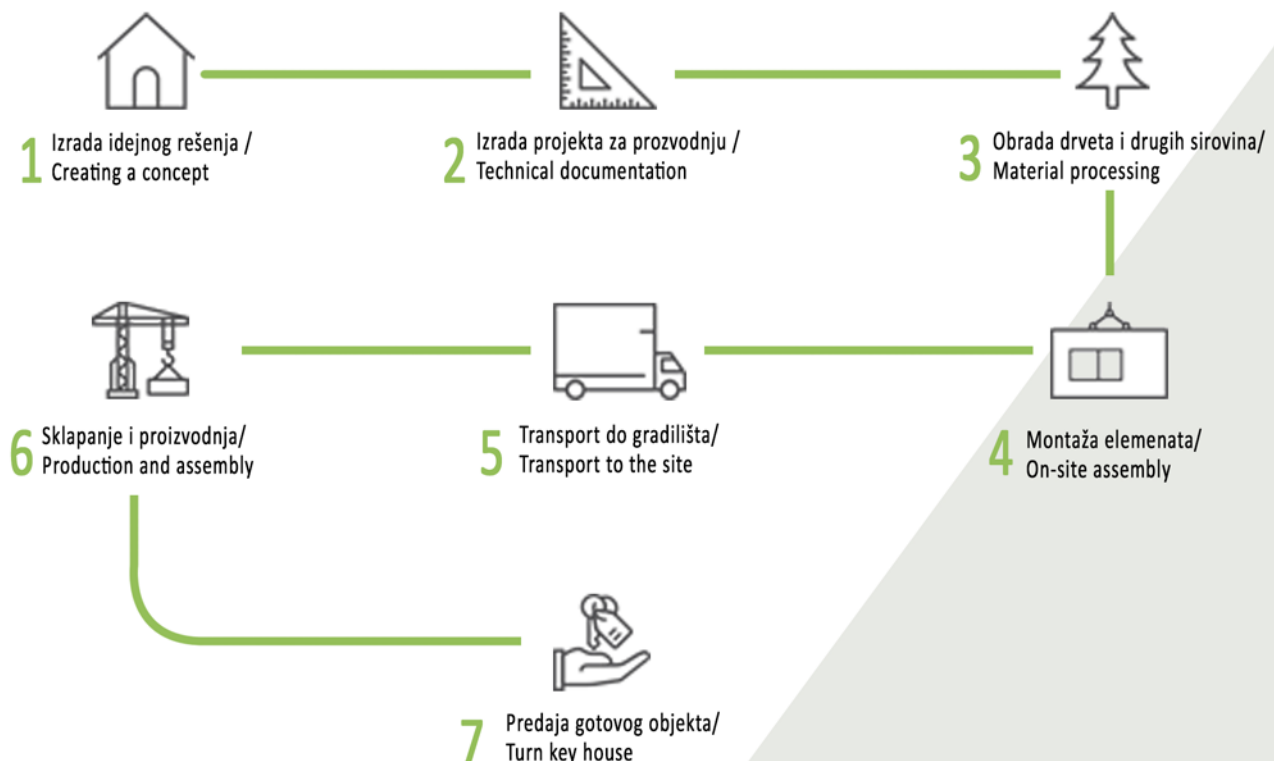 1 Izrada idejnog rešenja /
Creating a concept
2 Izrada projekta za prozvodnju /
Technical documentation
3 Obrada drveta i drugih sirovina/
Material processing
6 Sklapanje i proizvodnja/
Production and assembly
5 Transport do gradilišta/
Transport to the site
4 Montaža elemenata/
On-site assembly
7 Predaja gotovog objekta/
Turn key house